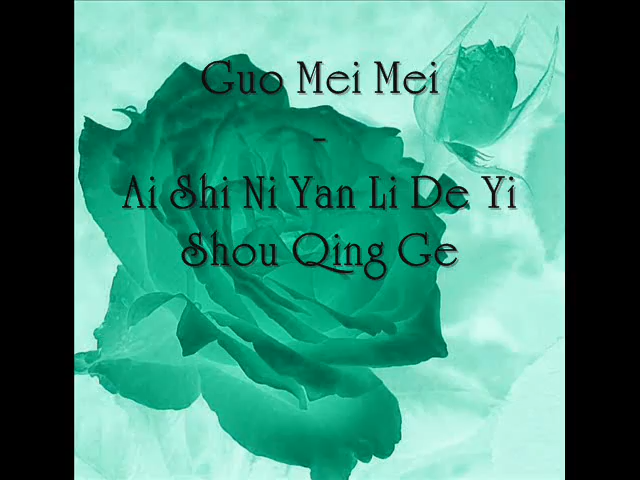 Guo Mei Mei
-
Ai Shi Ni Yan Li De Yi
Shou Qing Ge